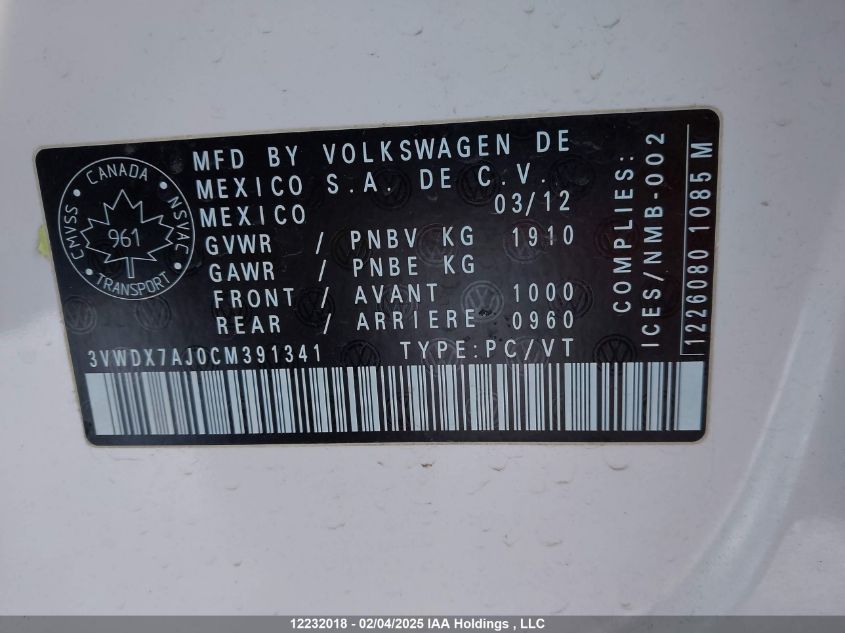 CANADA
CMVSS
NSVAC
961
TRANSPORT
MFD BY VOLKSWAGEN DE
MEXICO S.A. DE C.V.
MEXICO 03/12
GVWR / PNBV KG 1910
GAWR / PNBE KG
FRONT / AVANT 1000
REAR / ARRIERE 0960
3VWDX7AJ0CM391341 TYPE:PC/VT
COMPLIES:
ICES/NMB-002
1226080 1085 M
12232018 - 02/04/2025 IAA Holdings , LLC